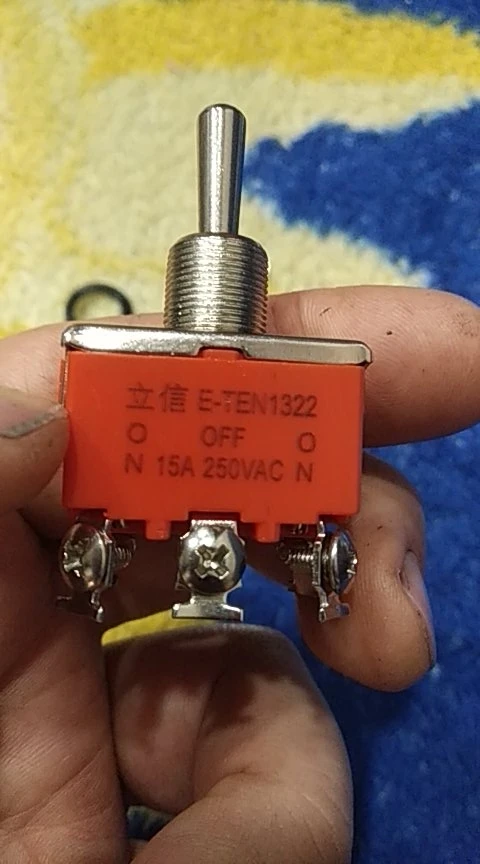 立信 E-TEN1322
O OFF O
N 15A 250VAC N